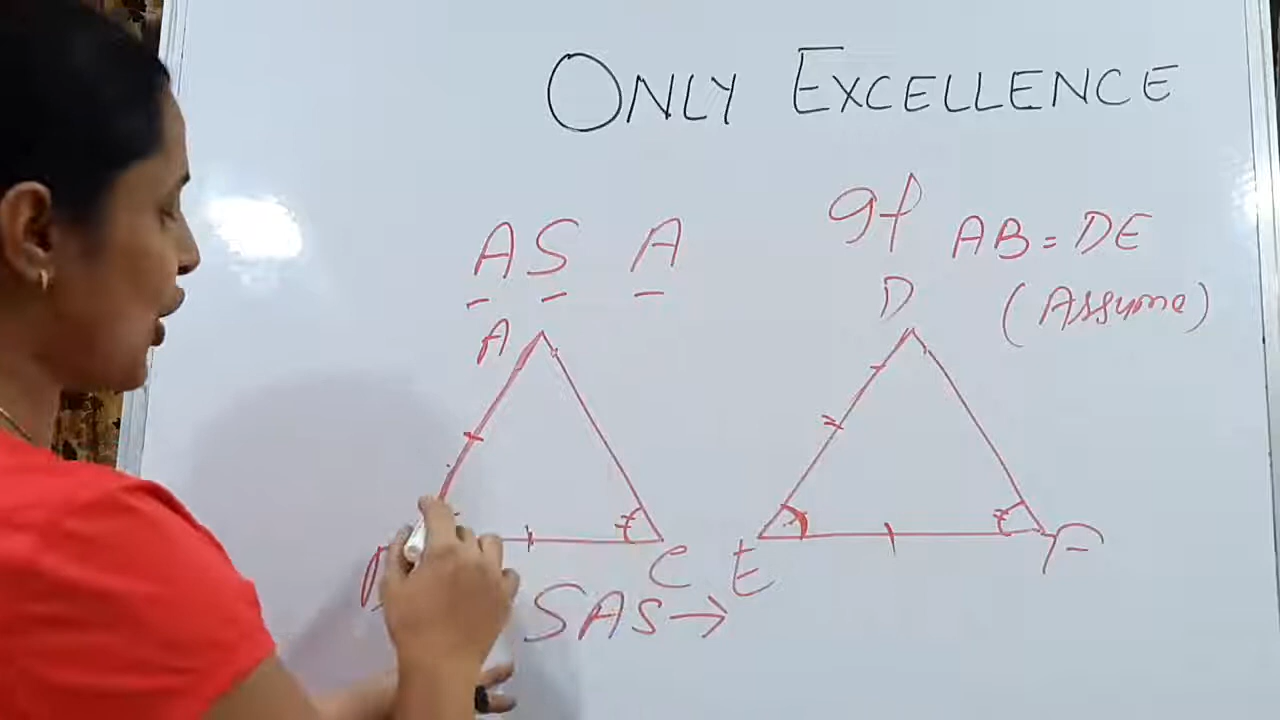 ONLY EXCELLENCE
ASA
If AB = DE
(Assume)
A
D
C
E
F
SAS →